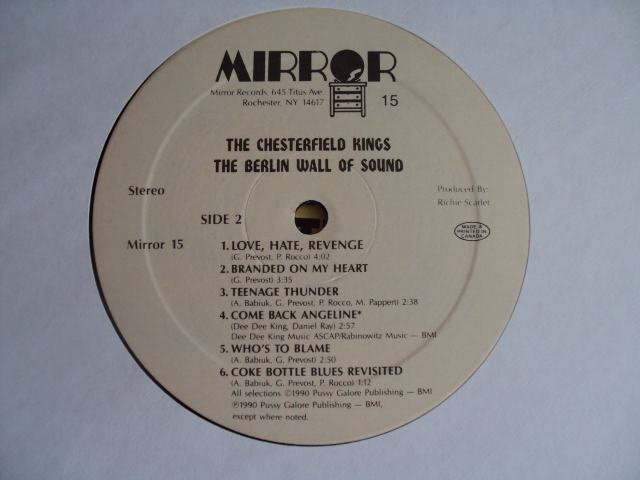 MIRROR
Mirror Records, 645 Titus Ave.
Rochester, NY 14617
15
THE CHESTERFIELD KINGS
THE BERLIN WALL OF SOUND
Stereo
Produced By:
Richie Scarlet
SIDE 2
MADE &
PRINTED IN
CANADA
Mirror 15
1. LOVE, HATE, REVENGE
(G. Prevost, P. Rocco) 4:02
2. BRANDED ON MY HEART
(G. Prevost) 3:35
3. TEENAGE THUNDER
(A. Babiuk, G. Prevost, P. Rocco, M. Pappert) 2:38
4. COME BACK ANGELINE*
(Dee Dee King, Daniel Ray) 2:57
Dee Dee King Music ASCAP/Rabinowitz Music — BMI
5. WHO'S TO BLAME
(A. Babiuk, G. Prevost) 2:50
6. COKE BOTTLE BLUES REVISITED
(A. Babiuk, G. Prevost, P. Rocco) 1:12
All selections ©1990 Pussy Galore Publishing — BMI
℗1990 Pussy Galore Publishing — BMI,
except where noted.